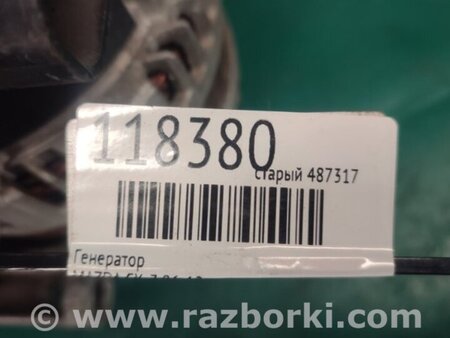 118380
старый 487317
Генератор
© www.razborki.com